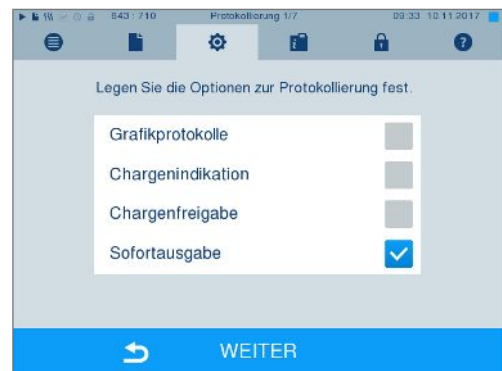 643 : 710 Protokollierung 1/7 09:33 10.11.2017
Legen Sie die Optionen zur Protokollierung fest.
Grafikprotokolle
Chargenindikation
Chargenfreigabe
Sofortausgabe
WEITER